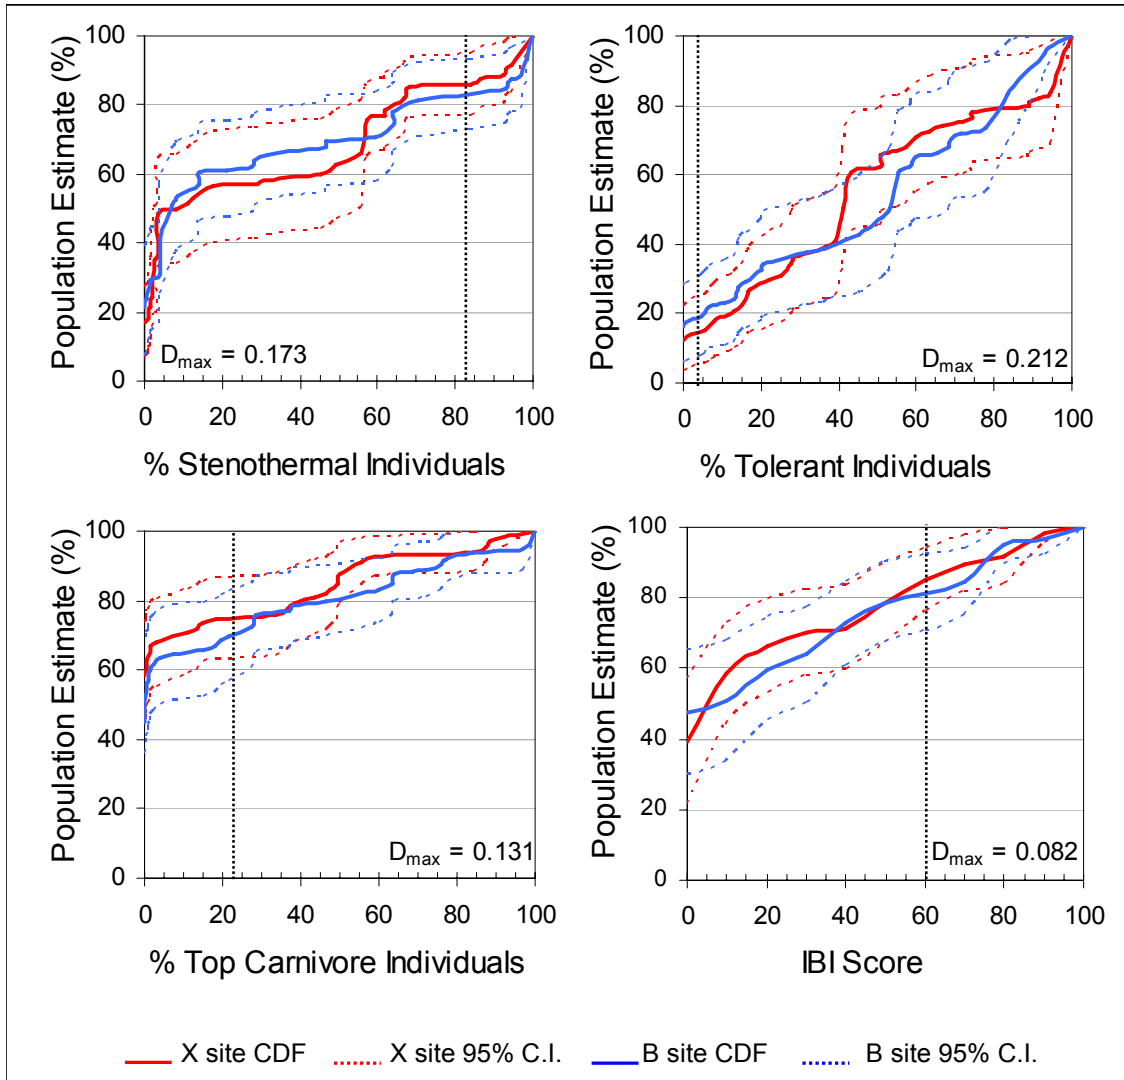 Population Estimate (%)
100
80
60
40
20
0
D_max = 0.173
0 20 40 60 80 100
% Stenothermal Individuals
Population Estimate (%)
100
80
60
40
20
0
D_max = 0.212
0 20 40 60 80 100
% Tolerant Individuals
Population Estimate (%)
100
80
60
40
20
0
D_max = 0.131
0 20 40 60 80 100
% Top Carnivore Individuals
Population Estimate (%)
100
80
60
40
20
0
D_max = 0.082
0 20 40 60 80 100
IBI Score
X site CDF X site 95% C.I. B site CDF B site 95% C.I.